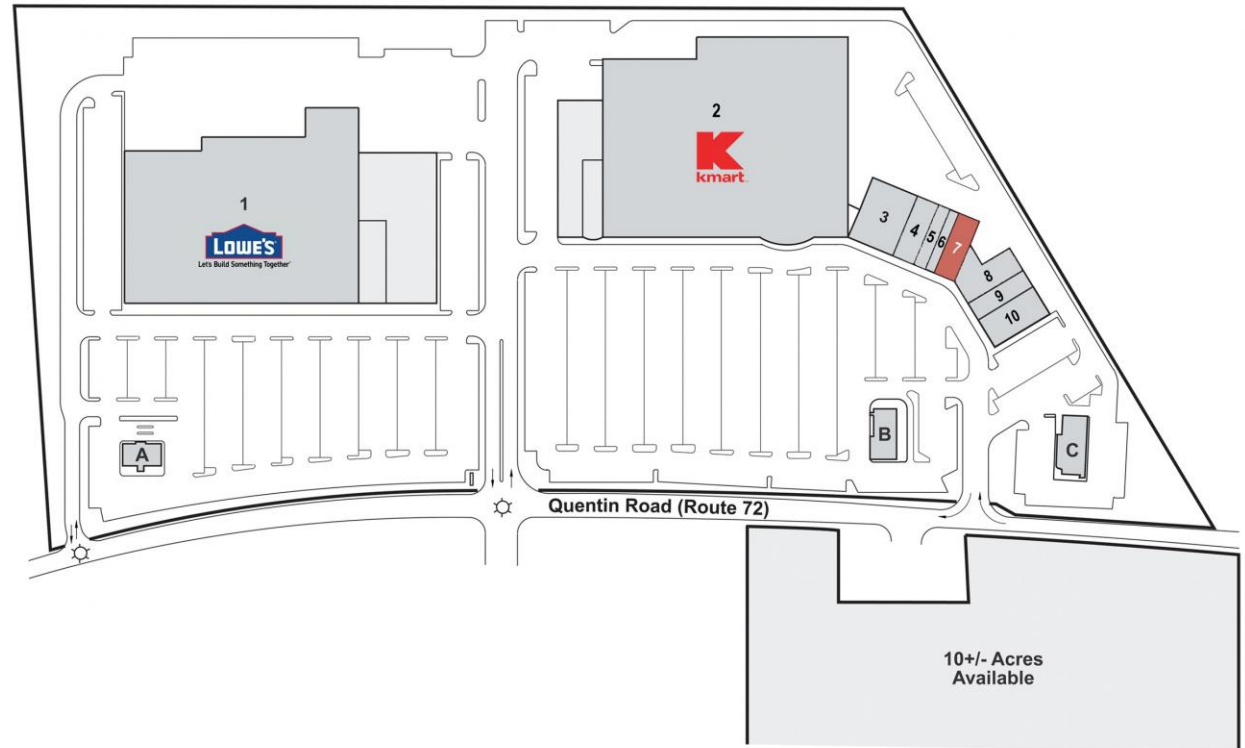 1
LOWE'S
Let's Build Something Together
2
K
kmart
3
4
5
6
7
8
9
10
A
B
C
Quentin Road (Route 72)
10+/- Acres
Available